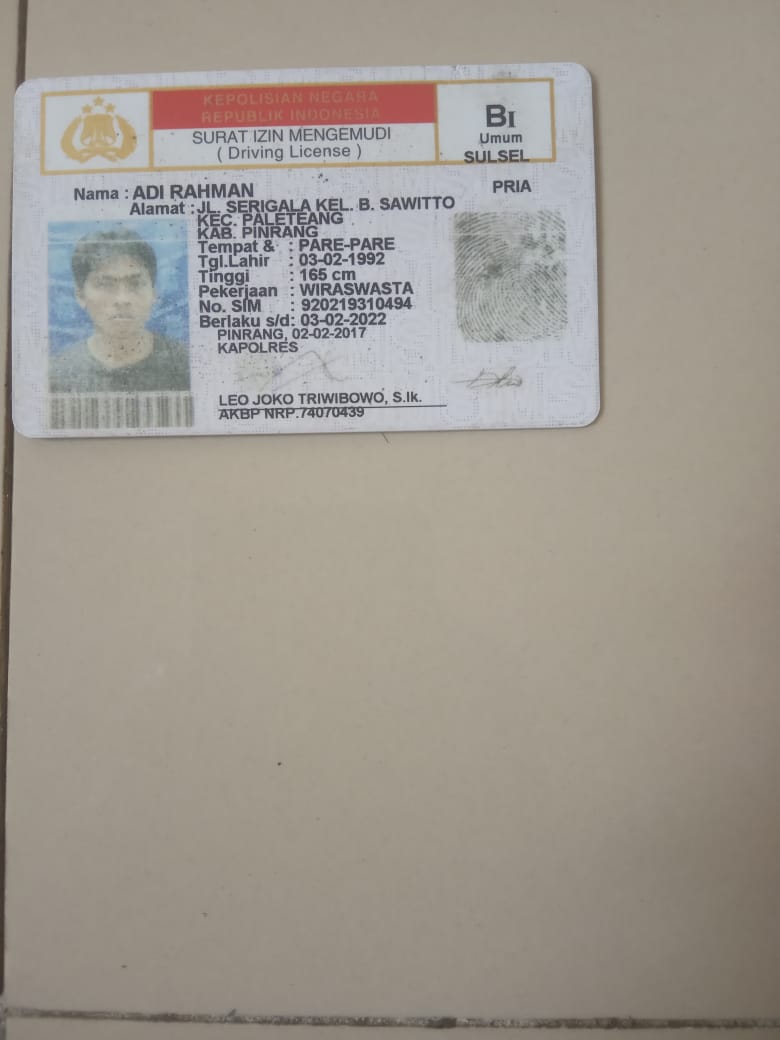 KEPOLISIAN NEGARA
REPUBLIK INDONESIA
SURAT IZIN MENGEMUDI
( Driving License )
BI
Umum
SULSEL
PRIA
Nama : ADI RAHMAN
Alamat : JL. SERIGALA KEL. B. SAWITTO
KEC. PALETEANG
KAB. PINRANG
Tempat & : PARE-PARE
Tgl.Lahir : 03-02-1992
Tinggi : 165 cm
Pekerjaan : WIRASWASTA
No. SIM : 920219310494
Berlaku s/d: 03-02-2022
PINRANG, 02-02-2017
KAPOLRES
LEO JOKO TRIWIBOWO, S.Ik.
AKBP NRP.74070439